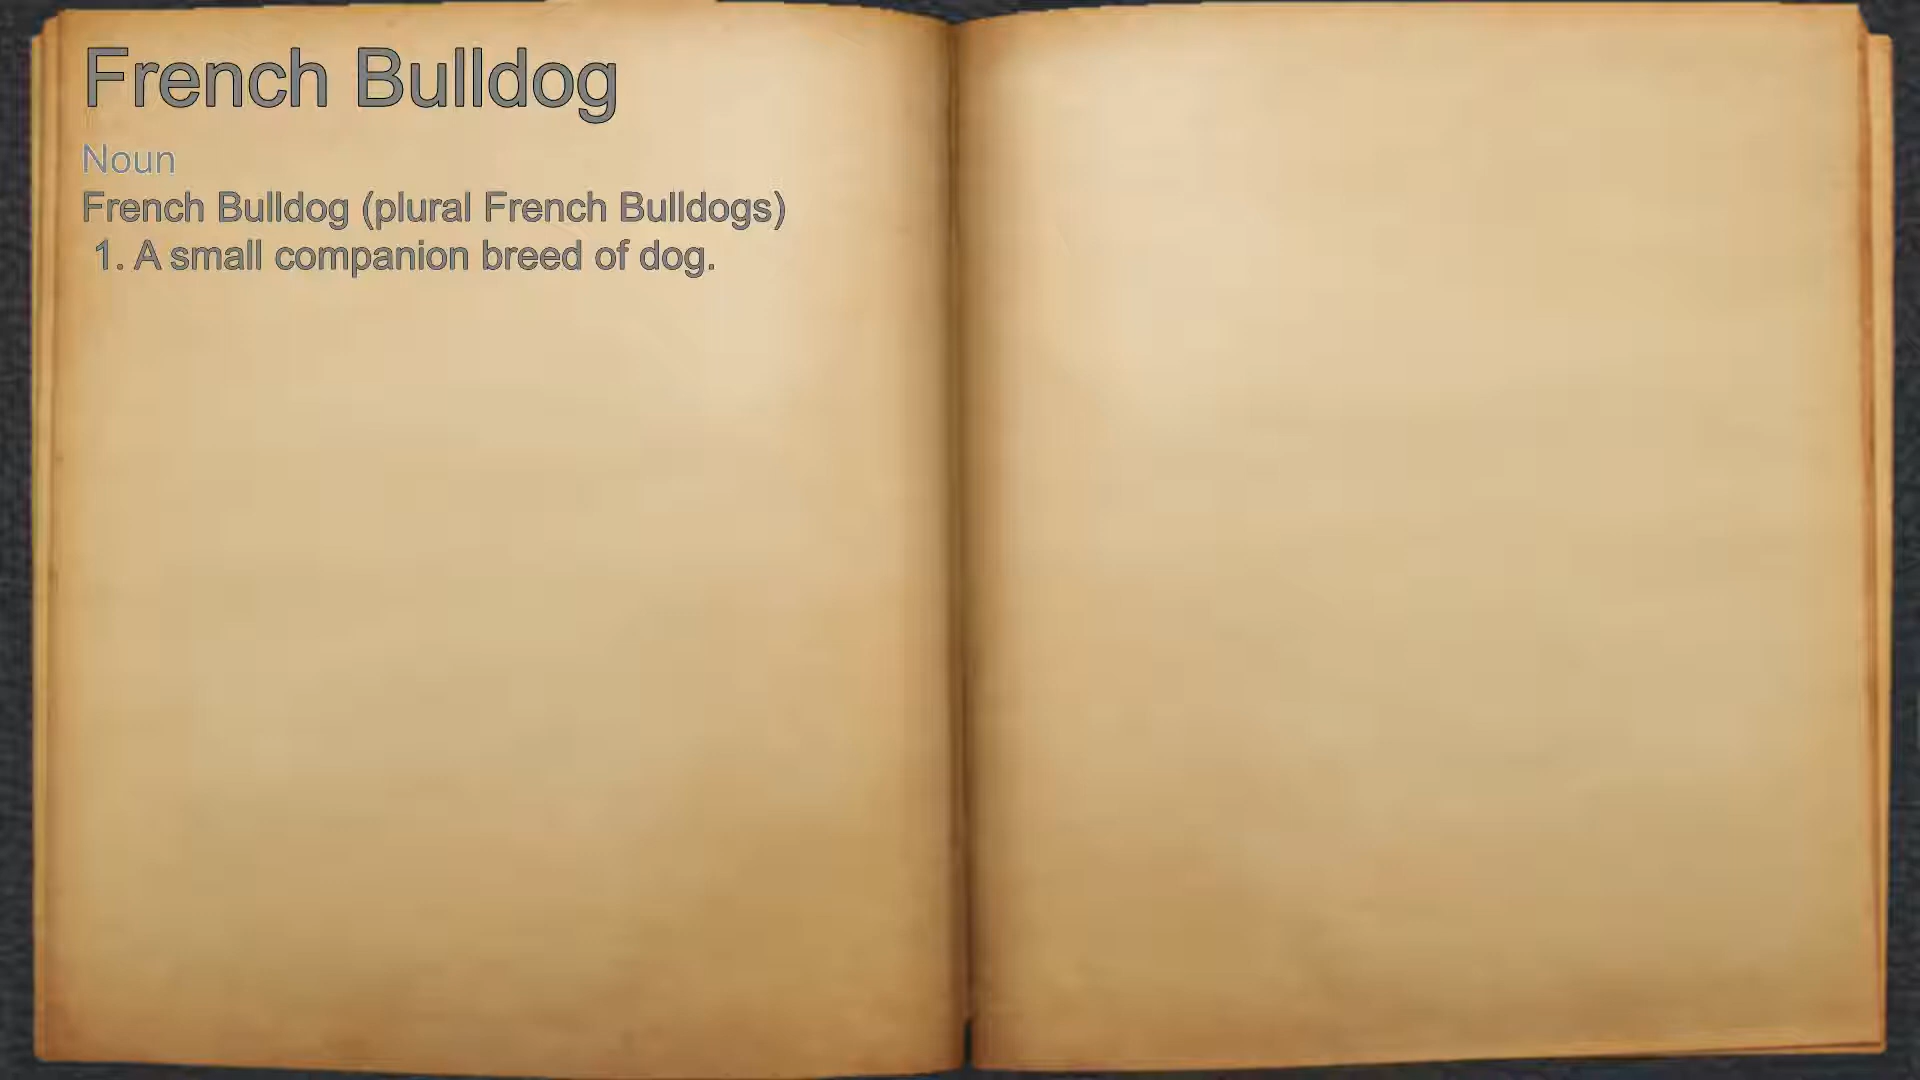 French Bulldog
Noun
French Bulldog (plural French Bulldogs)
1. A small companion breed of dog.